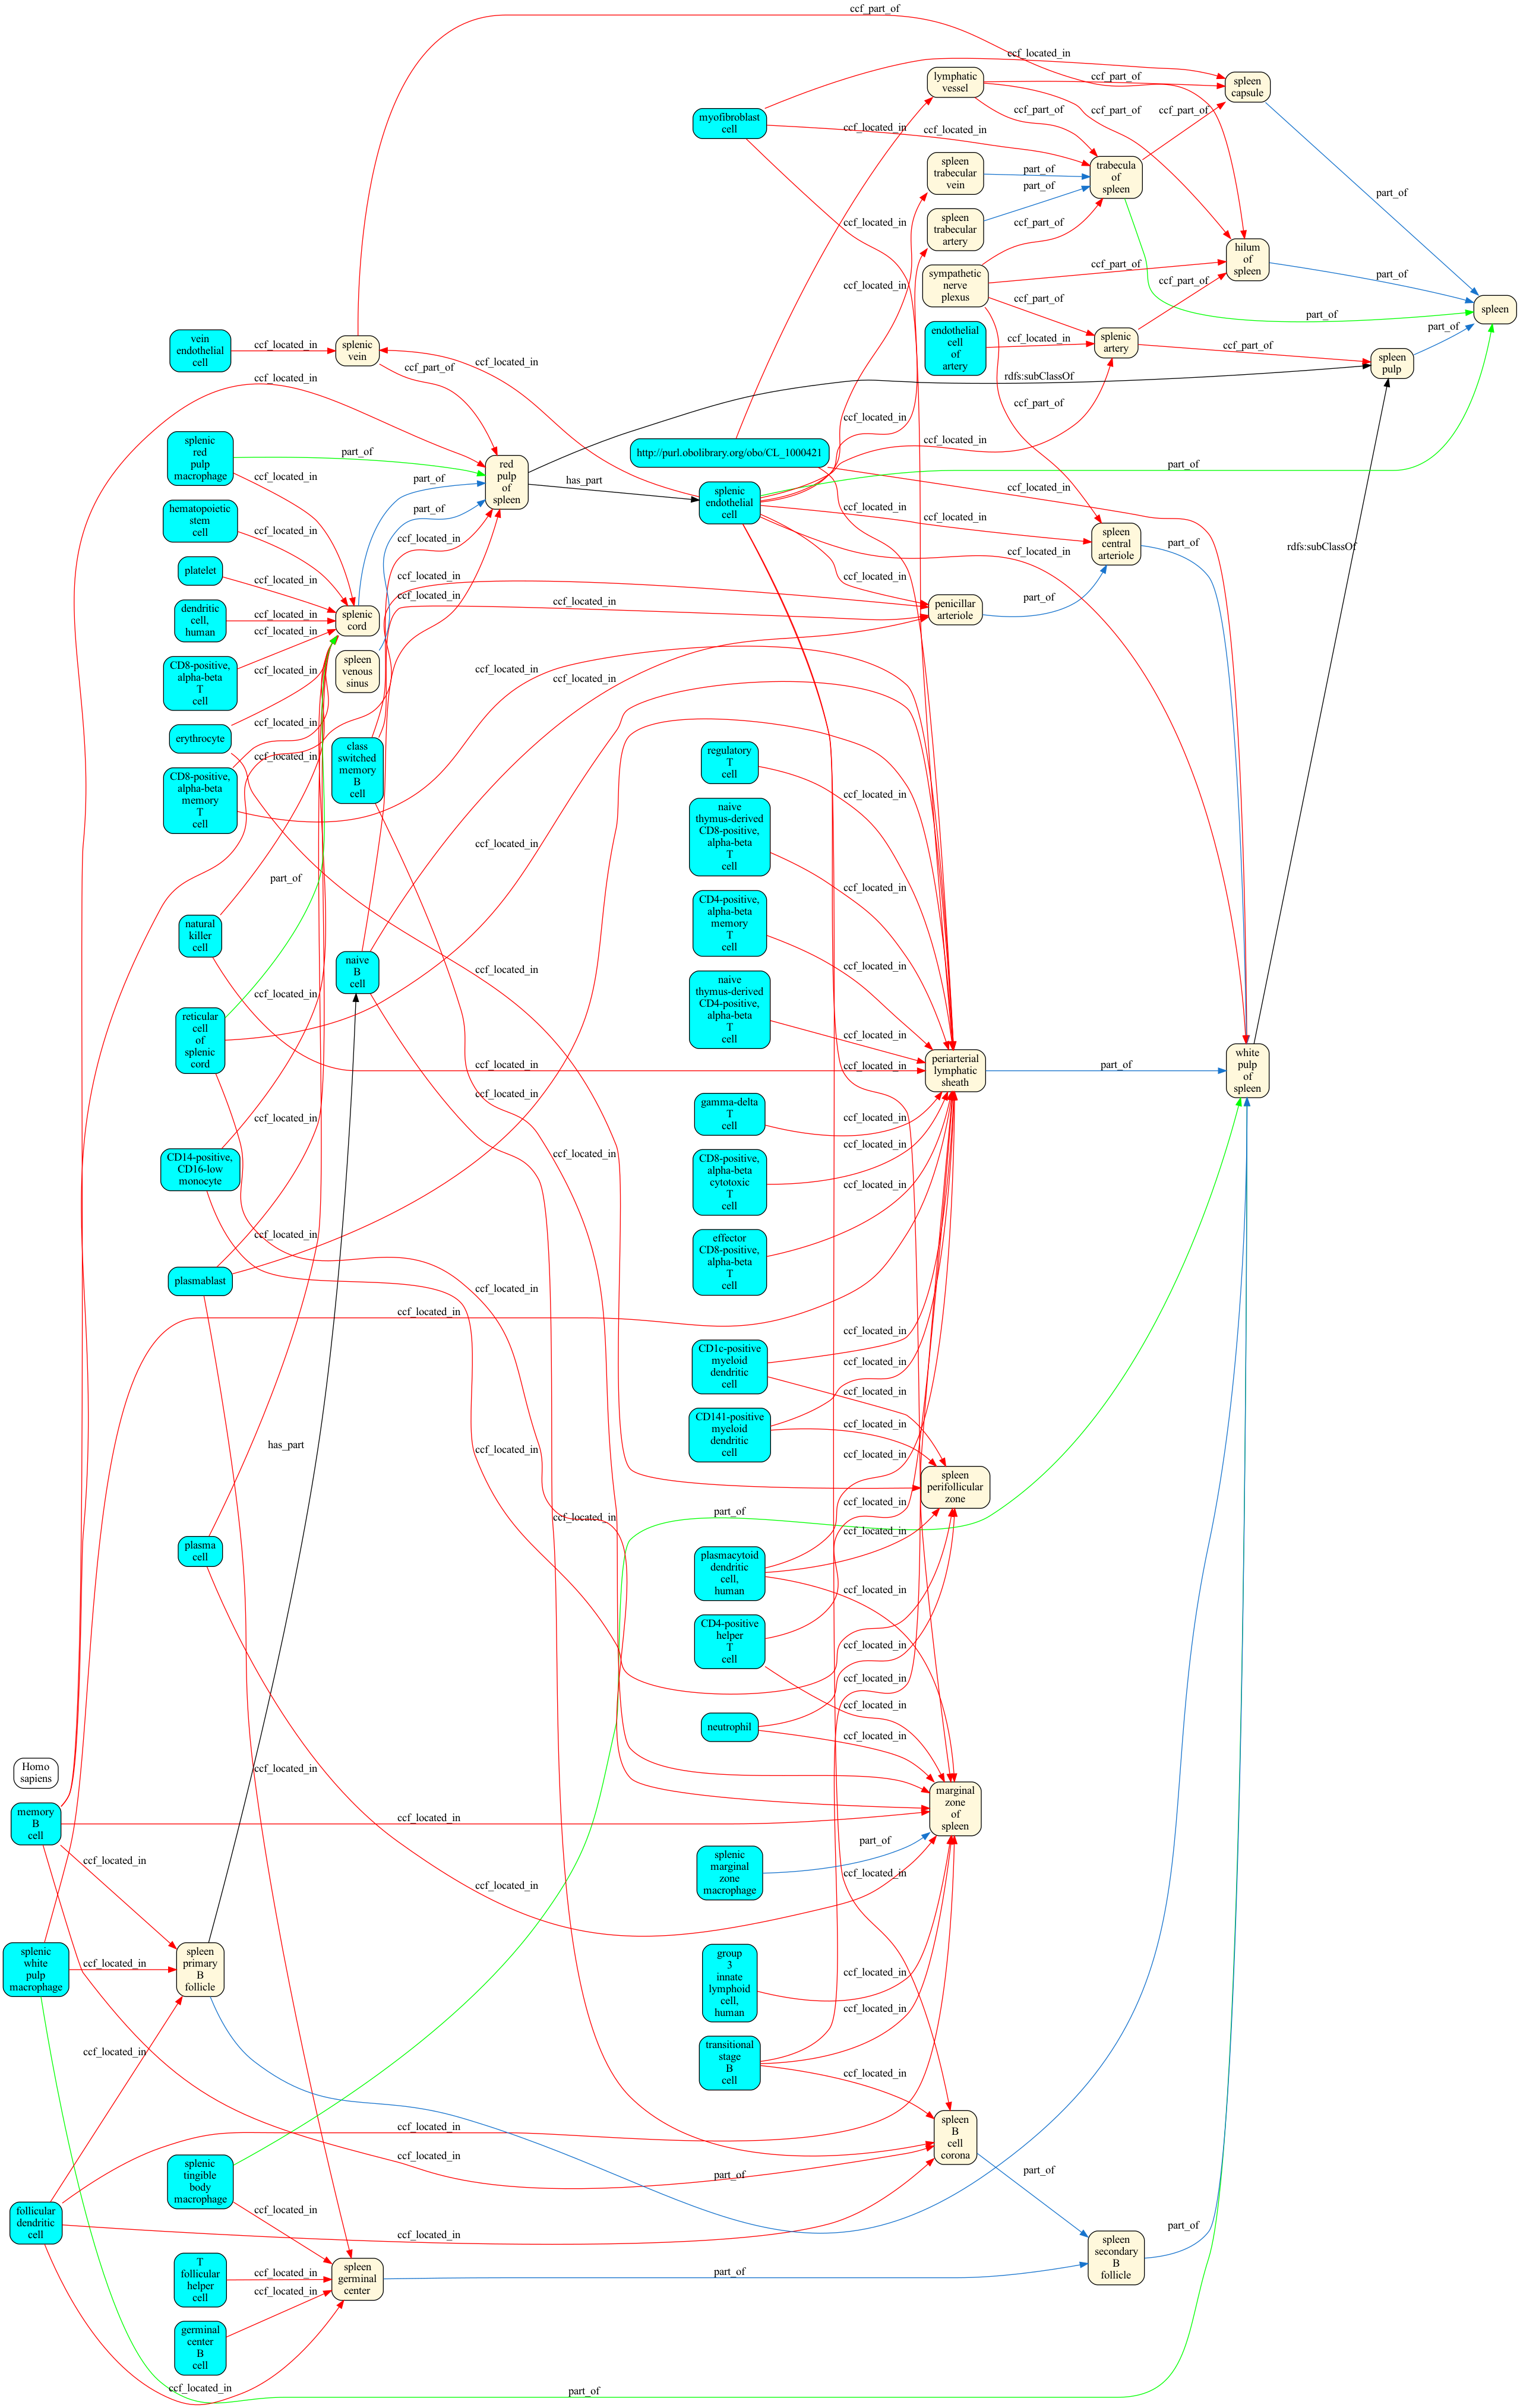 ccf_part_of
ccf_located_in
lymphatic
vessel
ccf_part_of
spleen
capsule
myofibroblast
cell
ccf_located_in
ccf_located_in
ccf_part_of
ccf_part_of
ccf_part_of
spleen
trabecular
vein
part_of
trabecula
of
spleen
part_of
part_of
spleen
trabecular
artery
ccf_located_in
ccf_part_of
hilum
of
spleen
sympathetic
nerve
plexus
ccf_part_of
ccf_part_of
part_of
ccf_located_in
ccf_part_of
spleen
part_of
part_of
endothelial
cell
of
artery
ccf_located_in
splenic
artery
ccf_part_of
spleen
pulp
vein
endothelial
cell
ccf_located_in
splenic
vein
ccf_located_in
ccf_part_of
ccf_located_in
rdfs:subClassOf
ccf_part_of
ccf_located_in
ccf_located_in
splenic
red
pulp
macrophage
part_of
ccf_located_in
red
pulp
of
spleen
has_part
http://purl.obolibrary.org/obo/CL_1000421
part_of
ccf_located_in
splenic
endothelial
cell
part_of
part_of
hematopoietic
stem
cell
ccf_located_in
ccf_located_in
ccf_located_in
spleen
central
arteriole
part_of
ccf_located_in
rdfs:subClassOf
platelet
ccf_located_in
ccf_located_in
ccf_located_in
ccf_located_in
ccf_located_in
penicillar
arteriole
part_of
dendritic
cell,
human
ccf_located_in
splenic
cord
ccf_located_in
CD8-positive,
alpha-beta
T
cell
ccf_located_in
spleen
venous
sinus
ccf_located_in
ccf_located_in
erythrocyte
ccf_located_in
ccf_located_in
CD8-positive,
alpha-beta
memory
T
cell
class
switched
memory
B
cell
regulatory
T
cell
ccf_located_in
naive
thymus-derived
CD8-positive,
alpha-beta
T
cell
ccf_located_in
ccf_located_in
part_of
natural
killer
cell
naive
B
cell
CD4-positive,
alpha-beta
memory
T
cell
ccf_located_in
ccf_located_in
ccf_located_in
naive
thymus-derived
CD4-positive,
alpha-beta
T
cell
ccf_located_in
reticular
cell
of
splenic
cord
ccf_located_in
ccf_located_in
periarterial
lymphatic
sheath
part_of
white
pulp
of
spleen
ccf_located_in
ccf_located_in
gamma-delta
T
cell
ccf_located_in
CD14-positive,
CD16-low
monocyte
ccf_located_in
ccf_located_in
CD8-positive,
alpha-beta
cytotoxic
T
cell
ccf_located_in
ccf_located_in
effector
CD8-positive,
alpha-beta
T
cell
plasmablast
ccf_located_in
ccf_located_in
ccf_located_in
CD1c-positive
myeloid
dendritic
cell
ccf_located_in
ccf_located_in
CD141-positive
myeloid
dendritic
cell
ccf_located_in
has_part
ccf_located_in
ccf_located_in
spleen
perifollicular
zone
ccf_located_in
part_of
ccf_located_in
ccf_located_in
plasma
cell
plasmacytoid
dendritic
cell,
human
ccf_located_in
CD4-positive
helper
T
cell
ccf_located_in
ccf_located_in
ccf_located_in
neutrophil
ccf_located_in
Homo
sapiens
ccf_located_in
memory
B
cell
ccf_located_in
marginal
zone
of
spleen
part_of
ccf_located_in
splenic
marginal
zone
macrophage
ccf_located_in
ccf_located_in
splenic
white
pulp
macrophage
ccf_located_in
spleen
primary
B
follicle
group
3
innate
lymphoid
cell,
human
ccf_located_in
ccf_located_in
ccf_located_in
transitional
stage
B
cell
ccf_located_in
ccf_located_in
ccf_located_in
part_of
spleen
B
cell
corona
part_of
splenic
tingible
body
macrophage
ccf_located_in
follicular
dendritic
cell
ccf_located_in
part_of
spleen
secondary
B
follicle
T
follicular
helper
cell
ccf_located_in
ccf_located_in
spleen
germinal
center
part_of
germinal
center
B
cell
ccf_located_in
part_of